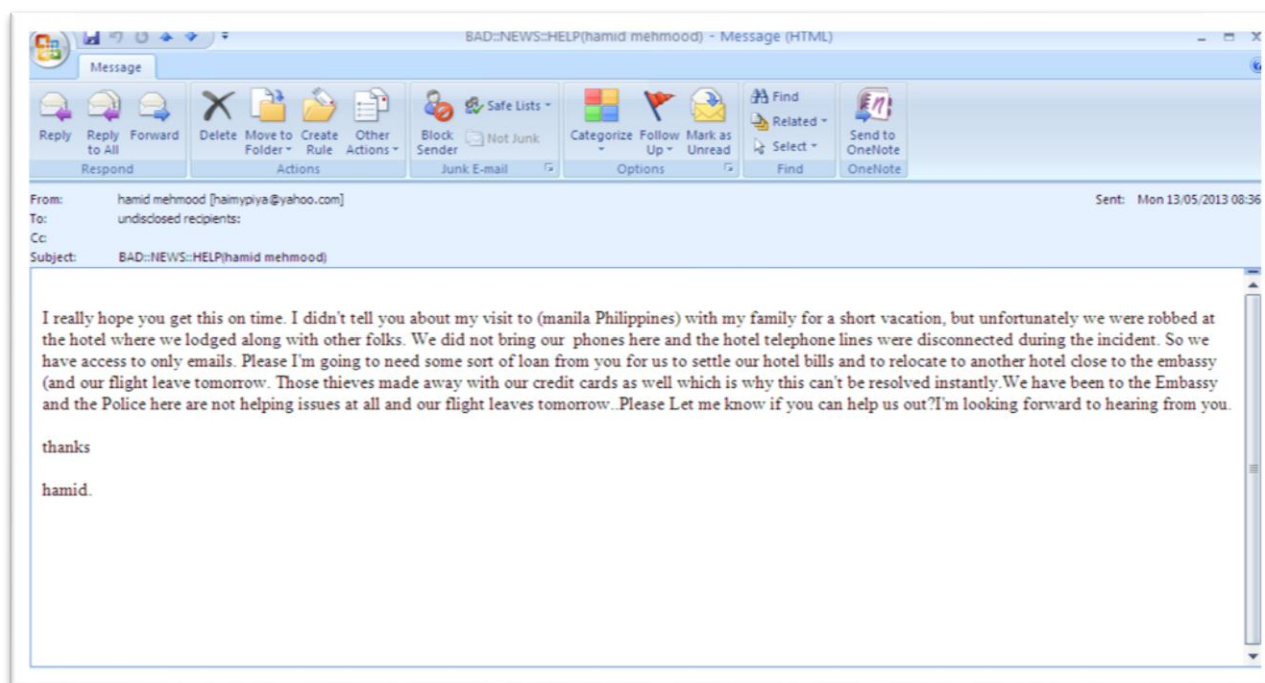 BAD::NEWS::HELP(hamid mehmood) - Message (HTML)
Message
Reply
Reply to All
Forward
Delete
Move to Folder
Create Rule
Other Actions
Block Sender
Safe Lists
Not Junk
Categorize
Follow Up
Mark as Unread
Find
Related
Select
Send to OneNote
Respond
Actions
Junk E-mail
Options
Find
OneNote
From: hamid mehmood [haimypiya@yahoo.com]
Sent: Mon 13/05/2013 08:36
To: undisclosed recipients:
Cc:
Subject: BAD::NEWS::HELP(hamid mehmood)
I really hope you get this on time. I didn't tell you about my visit to (manila Philippines) with my family for a short vacation, but unfortunately we were robbed at
the hotel where we lodged along with other folks. We did not bring our phones here and the hotel telephone lines were disconnected during the incident. So we
have access to only emails. Please I'm going to need some sort of loan from you for us to settle our hotel bills and to relocate to another hotel close to the embassy
(and our flight leave tomorrow. Those thieves made away with our credit cards as well which is why this can't be resolved instantly.We have been to the Embassy
and the Police here are not helping issues at all and our flight leaves tomorrow..Please Let me know if you can help us out?I'm looking forward to hearing from you.
thanks
hamid.